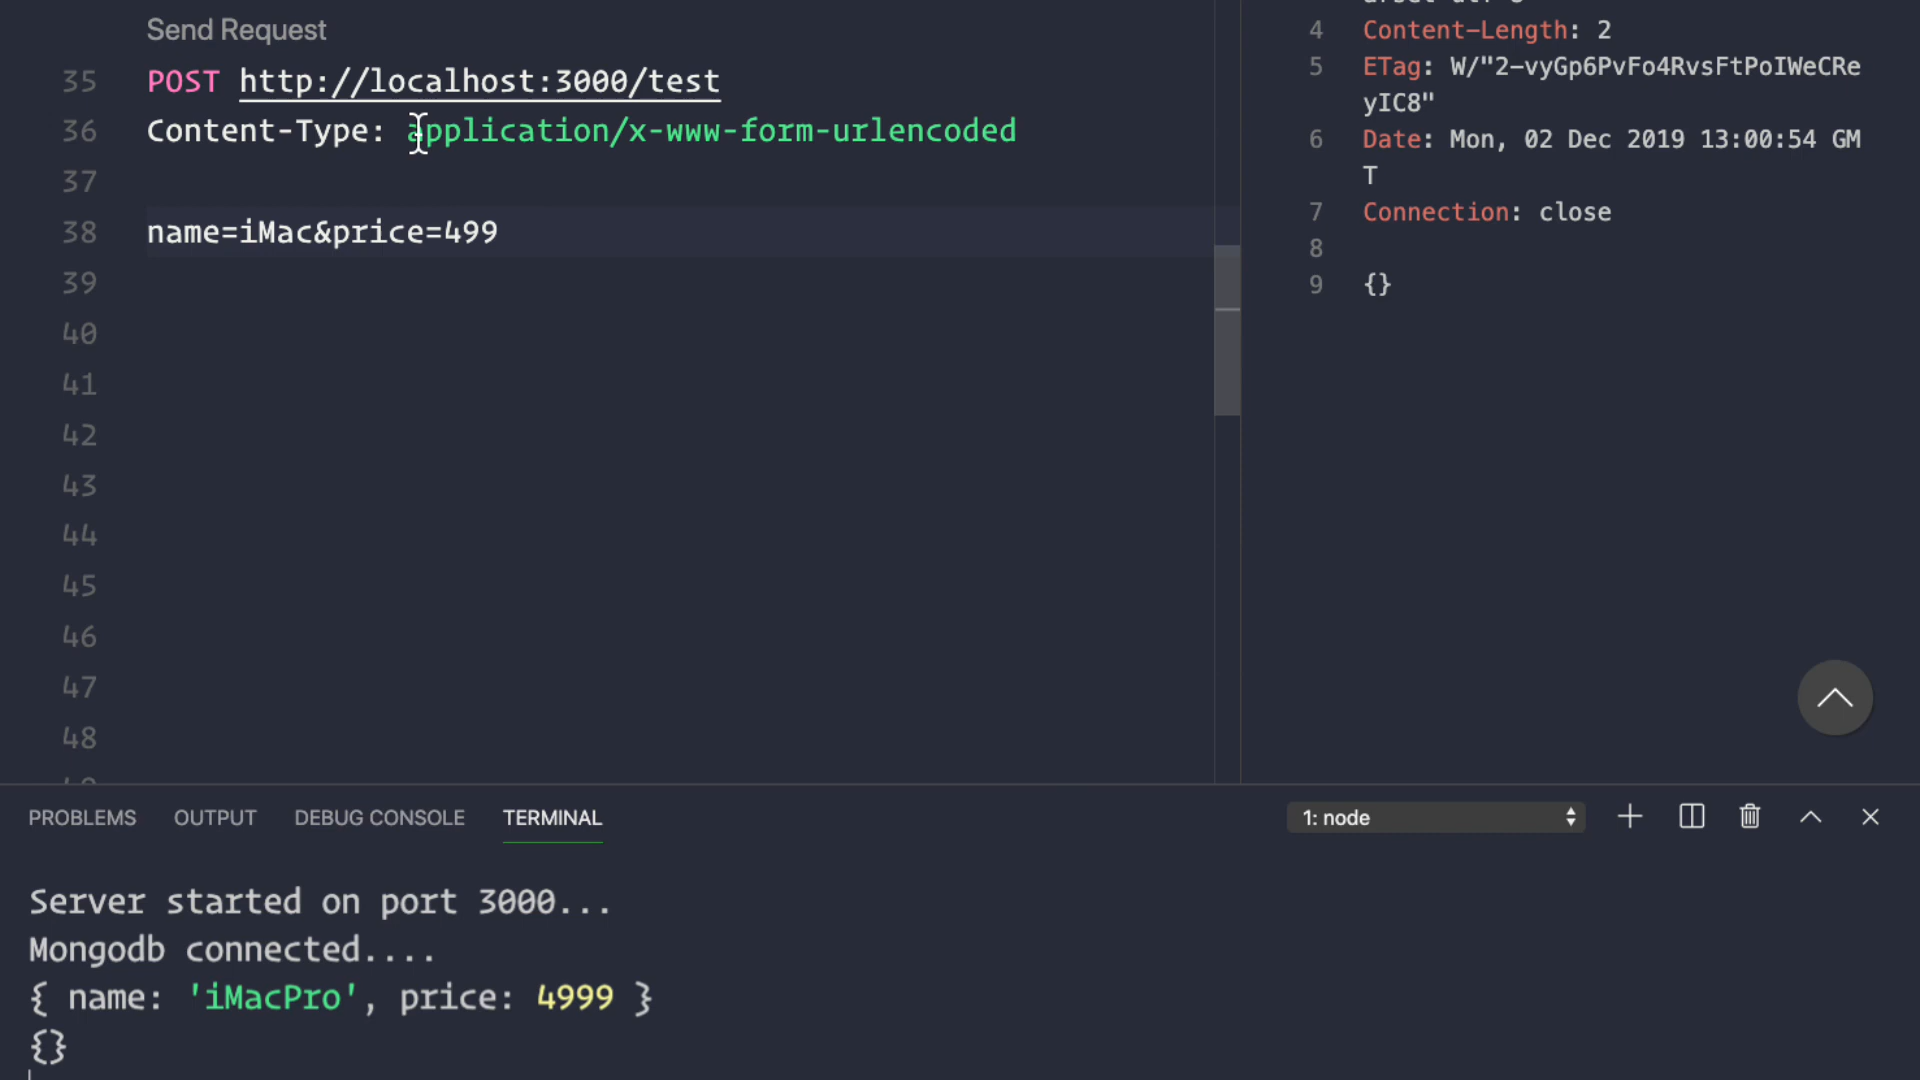 Send Request
35 POST http://localhost:3000/test
36 Content-Type: application/x-www-form-urlencoded
37
38 name=iMac&price=499
39
40
41
42
43
44
45
46
47
48
4 Content-Length: 2
5 ETag: W/"2-vyGp6PvFo4RvsFtPoIWeCRe
yIC8"
6 Date: Mon, 02 Dec 2019 13:00:54 GM
T
7 Connection: close
8
9 {}
PROBLEMS OUTPUT DEBUG CONSOLE TERMINAL 1: node
Server started on port 3000...
Mongodb connected....
{ name: 'iMacPro', price: 4999 }
{}